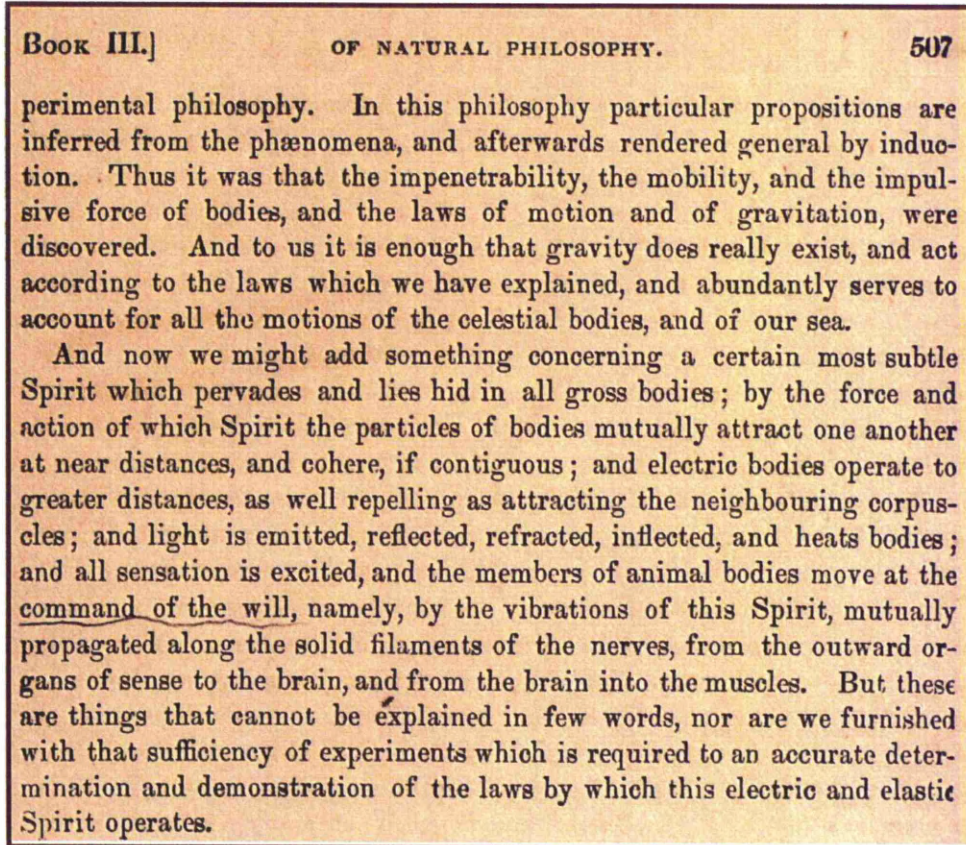 BOOK III.] OF NATURAL PHILOSOPHY. 507
perimental philosophy. In this philosophy particular propositions are
inferred from the phænomena, and afterwards rendered general by induc-
tion. Thus it was that the impenetrability, the mobility, and the impul-
sive force of bodies, and the laws of motion and of gravitation, were
discovered. And to us it is enough that gravity does really exist, and act
according to the laws which we have explained, and abundantly serves to
account for all the motions of the celestial bodies, and of our sea.
And now we might add something concerning a certain most subtle
Spirit which pervades and lies hid in all gross bodies; by the force and
action of which Spirit the particles of bodies mutually attract one another
at near distances, and cohere, if contiguous; and electric bodies operate to
greater distances, as well repelling as attracting the neighbouring corpus-
cles; and light is emitted, reflected, refracted, inflected, and heats bodies;
and all sensation is excited, and the members of animal bodies move at the
command of the will, namely, by the vibrations of this Spirit, mutually
propagated along the solid filaments of the nerves, from the outward or-
gans of sense to the brain, and from the brain into the muscles. But these
are things that cannot be explained in few words, nor are we furnished
with that sufficiency of experiments which is required to an accurate deter-
mination and demonstration of the laws by which this electric and elastic
Spirit operates.